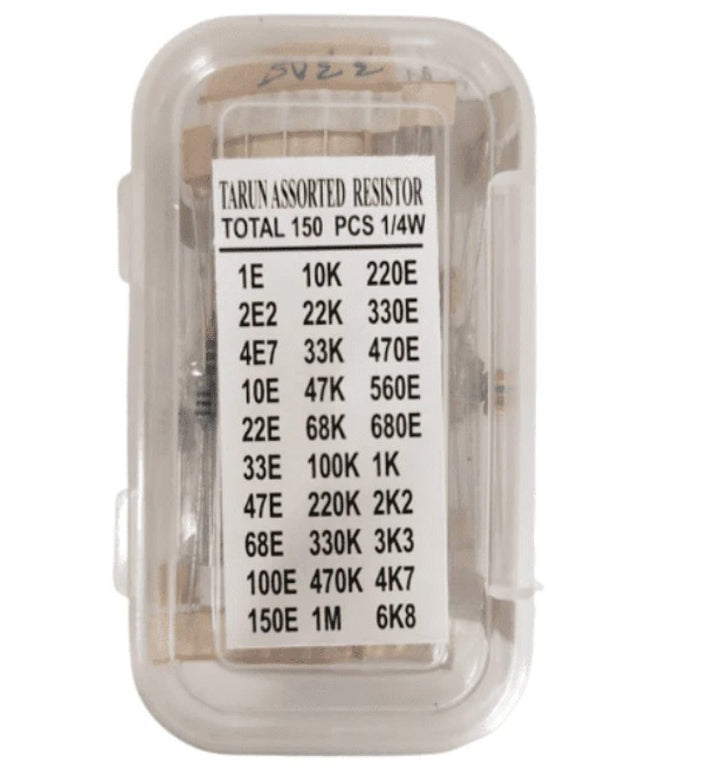 TARUN ASSORTED RESISTOR
TOTAL 150 PCS 1/4W
1E 10K 220E
2E2 22K 330E
4E7 33K 470E
10E 47K 560E
22E 68K 680E
33E 100K 1K
47E 220K 2K2
68E 330K 3K3
100E 470K 4K7
150E 1M 6K8